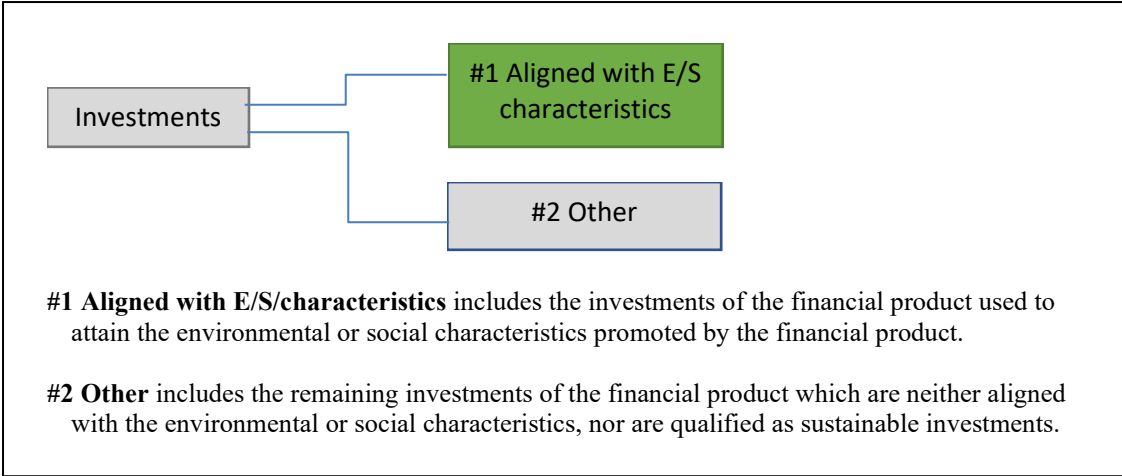 #1 Aligned with E/S
characteristics
Investments
#2 Other
#1 Aligned with E/S/characteristics includes the investments of the financial product used to
attain the environmental or social characteristics promoted by the financial product.
#2 Other includes the remaining investments of the financial product which are neither aligned
with the environmental or social characteristics, nor are qualified as sustainable investments.